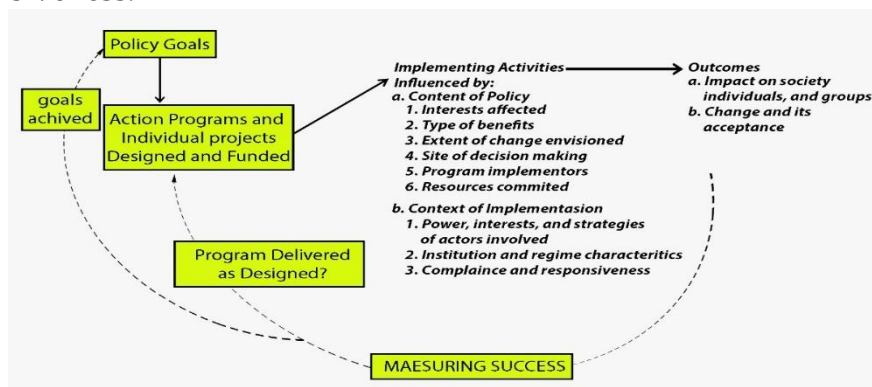 Policy Goals
goals
achived
Action Programs and
Individual projects
Designed and Funded
Program Delivered
as Designed?
Implementing Activities
Influenced by:
a. Content of Policy
1. Interests affected
2. Type of benefits
3. Extent of change envisioned
4. Site of decision making
5. Program implementors
6. Resources commited
b. Context of Implementasion
1. Power, interests, and strategies
of actors involved
2. Institution and regime characteritics
3. Complaince and responsiveness
Outcomes
a. Impact on society
individuals, and groups
b. Change and its
acceptance
MAESURING SUCCESS